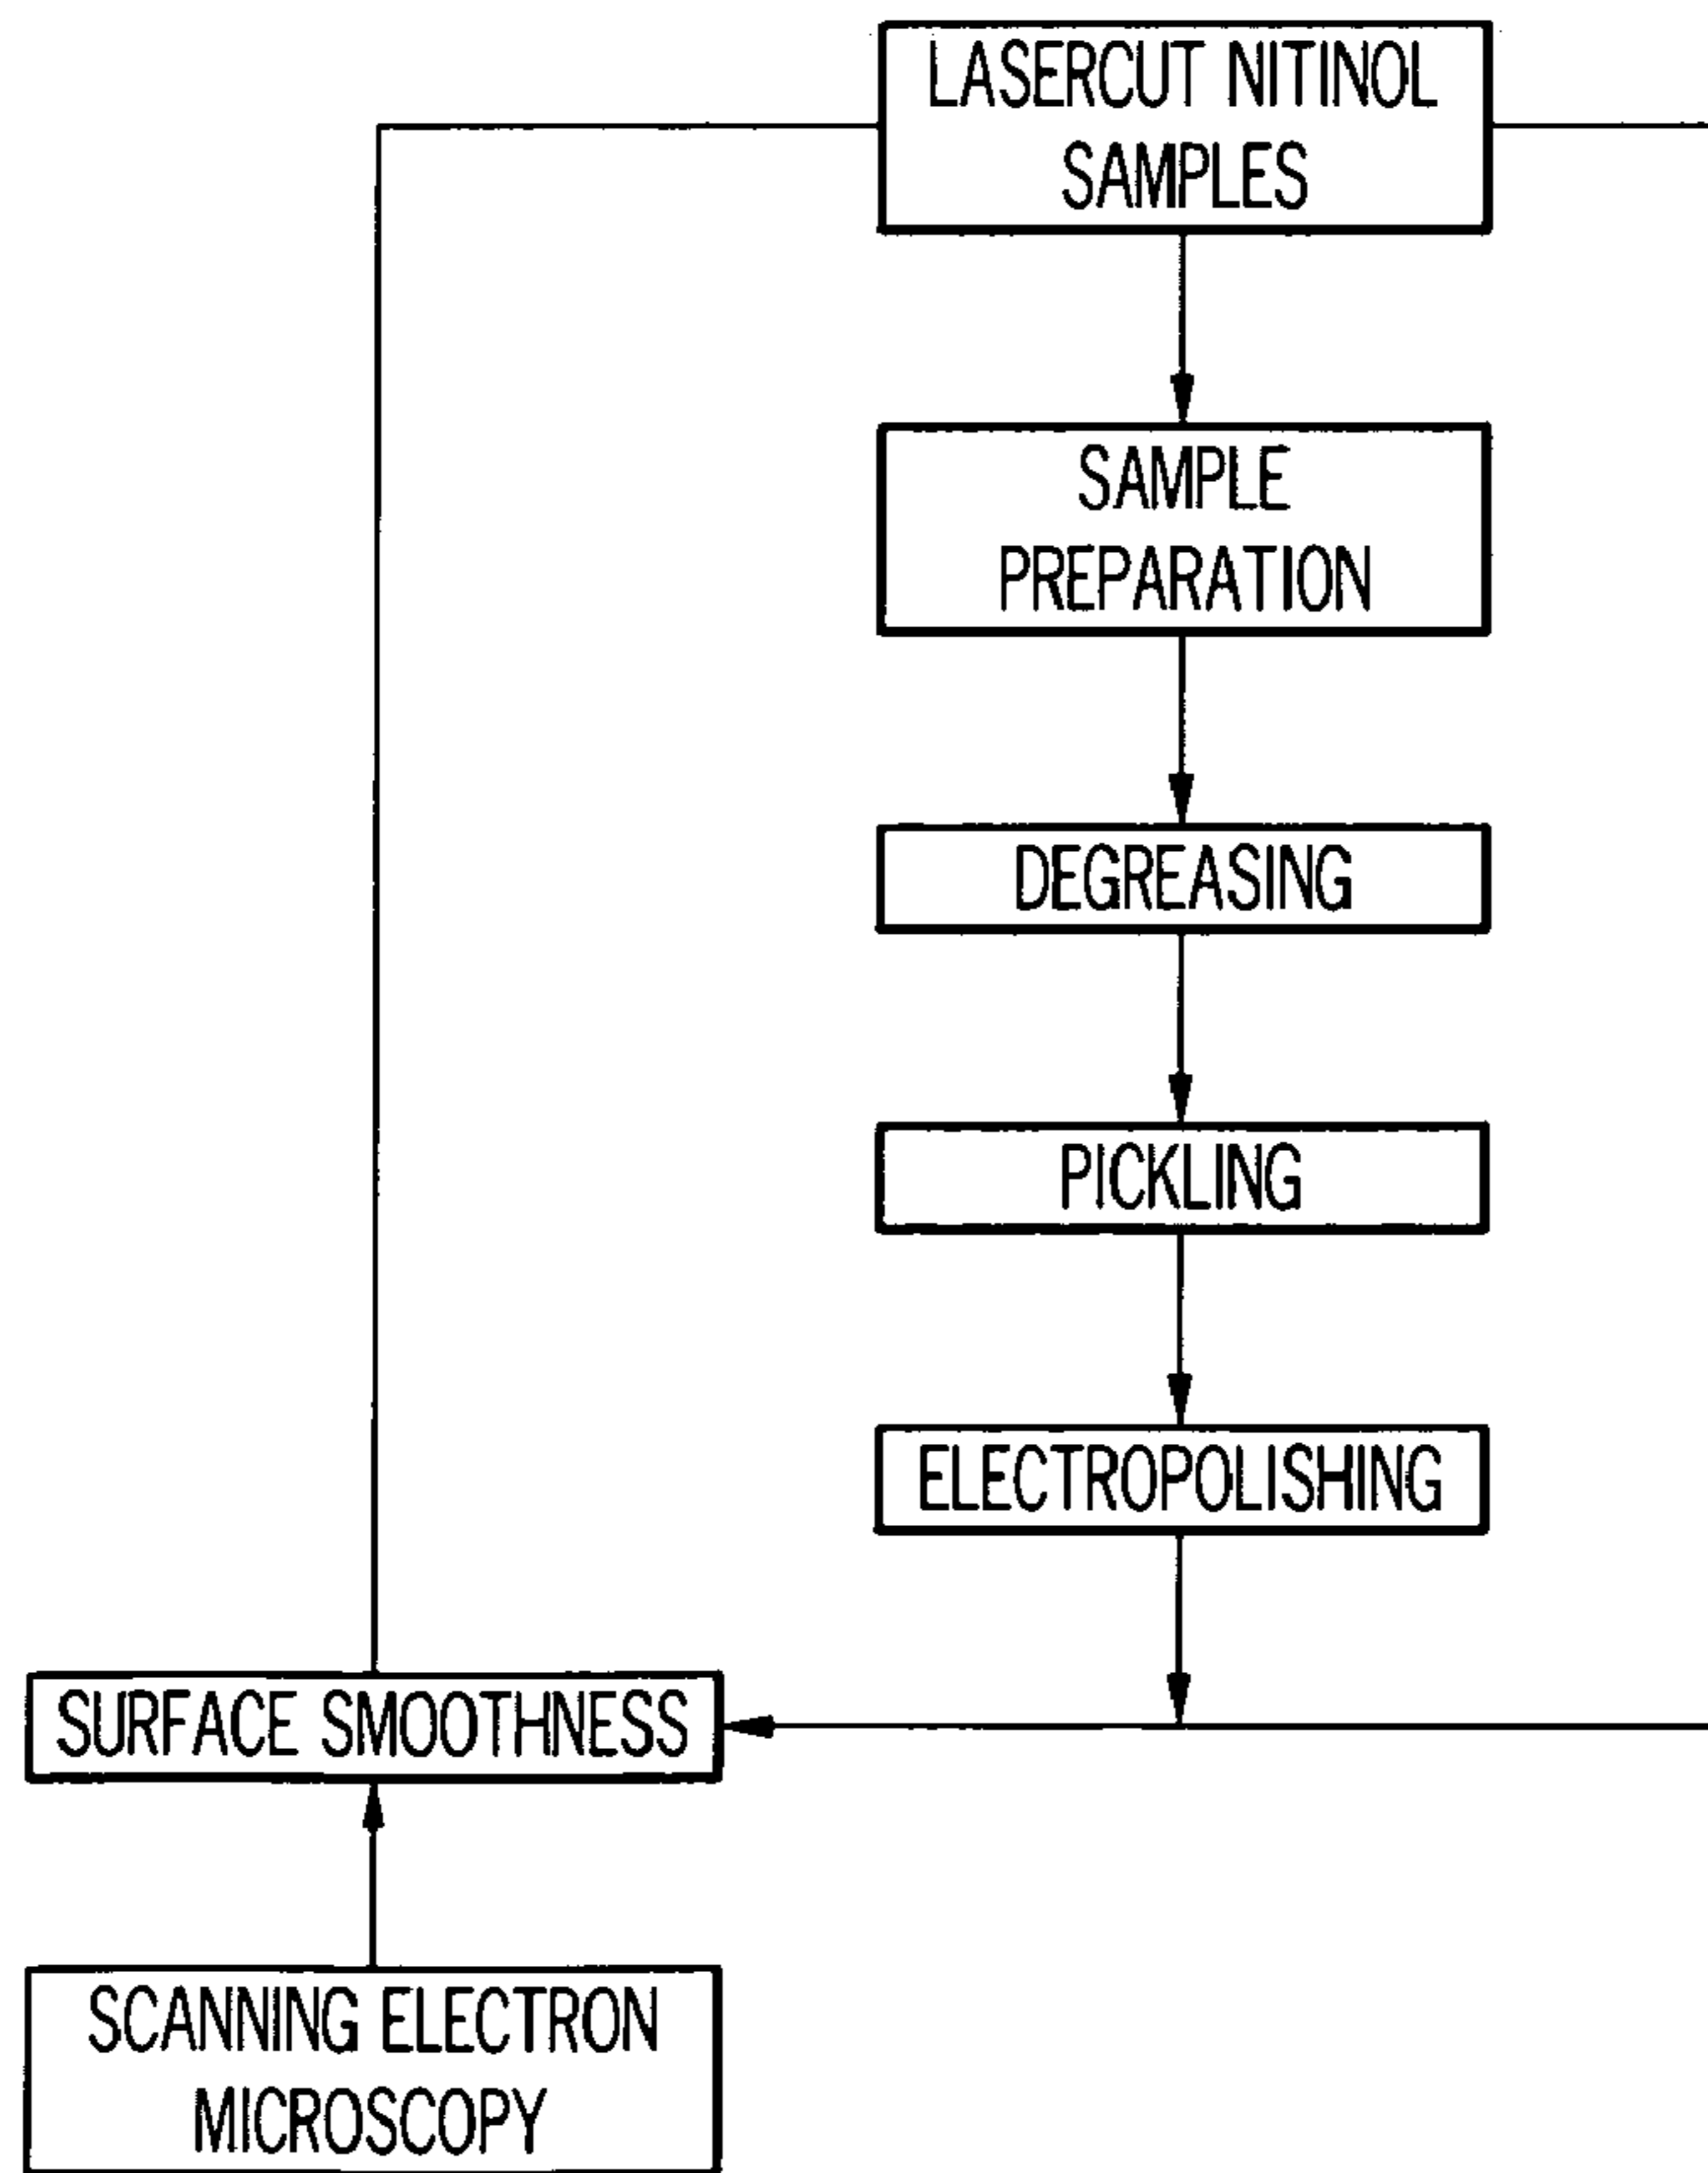 LASERCUT NITINOL
SAMPLES
SAMPLE
PREPARATION
DEGREASING
PICKLING
ELECTROPOLISHING
SURFACE SMOOTHNESS
SCANNING ELECTRON
MICROSCOPY